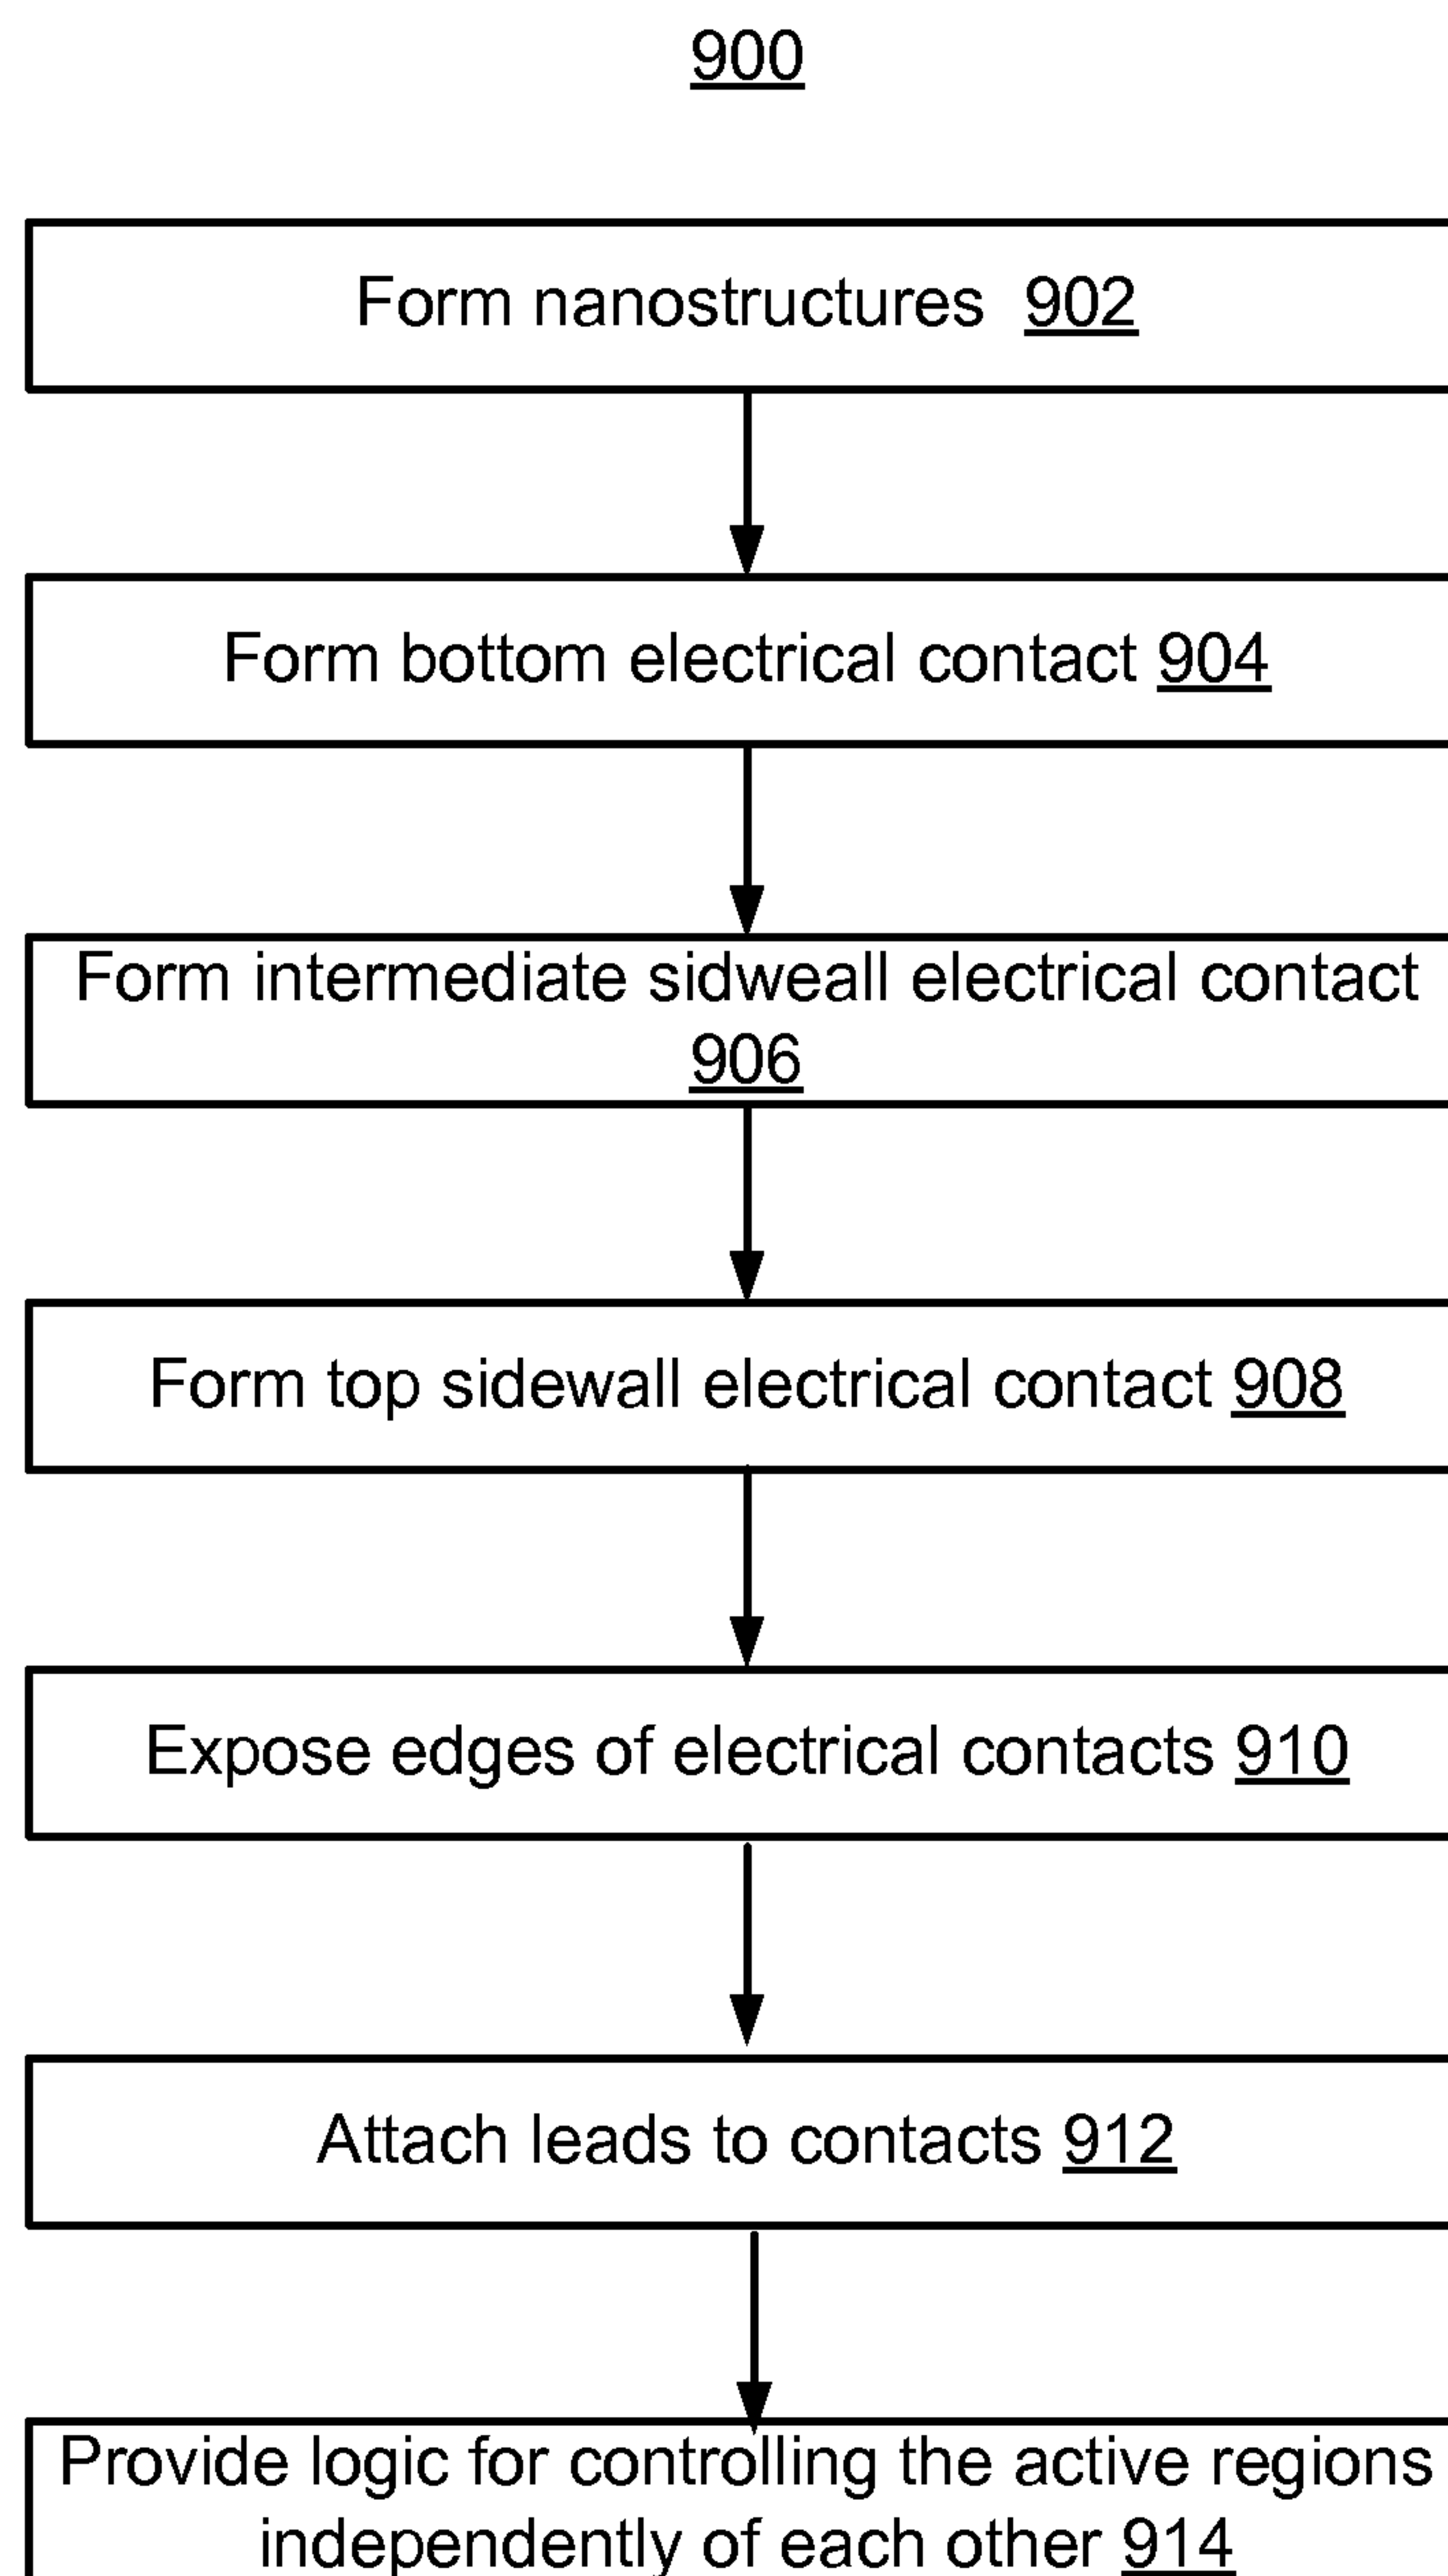 900
Form nanostructures 902
Form bottom electrical contact 904
Form intermediate sidweall electrical contact
906
Form top sidewall electrical contact 908
Expose edges of electrical contacts 910
Attach leads to contacts 912
Provide logic for controlling the active regions
independently of each other 914